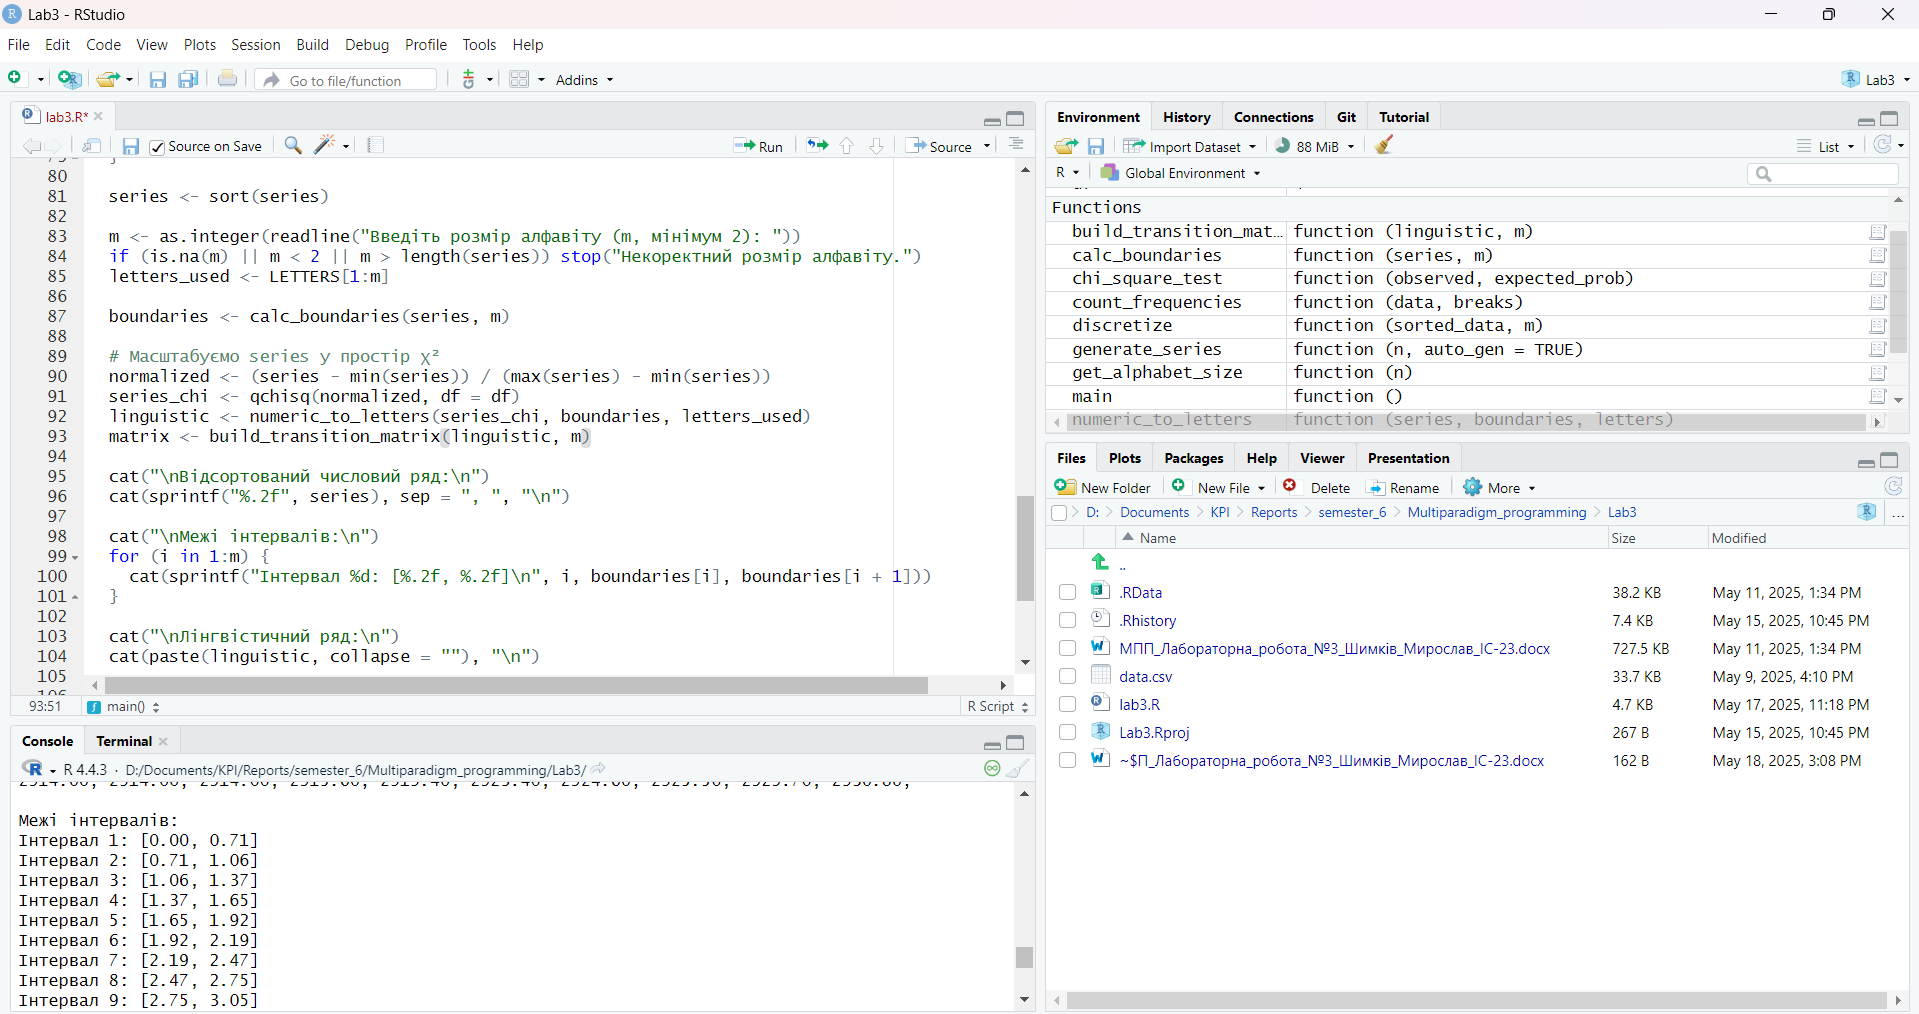 Lab3 - RStudio
File Edit Code View Plots Session Build Debug Profile Tools Help
Go to file/function Addins Lab3
lab3.R*
Source on Save Run Source
80
81 series <- sort(series)
82
83 m <- as.integer(readline("Введіть розмір алфавіту (m, мінімум 2): "))
84 if (is.na(m) || m < 2 || m > length(series)) stop("Некоректний розмір алфавіту.")
85 letters_used <- LETTERS[1:m]
86
87 boundaries <- calc_boundaries(series, m)
88
89 # Масштабуємо series у простір χ²
90 normalized <- (series - min(series)) / (max(series) - min(series))
91 series_chi <- qchisq(normalized, df = df)
92 linguistic <- numeric_to_letters(series_chi, boundaries, letters_used)
93 matrix <- build_transition_matrix(linguistic, m)
94
95 cat("\nВідсортований числовий ряд:\n")
96 cat(sprintf("%.2f", series), sep = ", ", "\n")
97
98 cat("\nМежі інтервалів:\n")
99 for (i in 1:m) {
100 cat(sprintf("Інтервал %d: [%.2f, %.2f]\n", i, boundaries[i], boundaries[i + 1]))
101 }
102
103 cat("\nЛінгвістичний ряд:\n")
104 cat(paste(linguistic, collapse = ""), "\n")
105
93:51 main() R Script
Console Terminal
R 4.4.3 · D:/Documents/KPI/Reports/semester_6/Multiparadigm_programming/Lab3/
Межі інтервалів:
Інтервал 1: [0.00, 0.71]
Інтервал 2: [0.71, 1.06]
Інтервал 3: [1.06, 1.37]
Інтервал 4: [1.37, 1.65]
Інтервал 5: [1.65, 1.92]
Інтервал 6: [1.92, 2.19]
Інтервал 7: [2.19, 2.47]
Інтервал 8: [2.47, 2.75]
Інтервал 9: [2.75, 3.05]
Environment History Connections Git Tutorial
Import Dataset 88 MiB List
R Global Environment
Functions
build_transition_mat… function (linguistic, m)
calc_boundaries function (series, m)
chi_square_test function (observed, expected_prob)
count_frequencies function (data, breaks)
discretize function (sorted_data, m)
generate_series function (n, auto_gen = TRUE)
get_alphabet_size function (n)
main function ()
numeric_to_letters function (series, boundaries, letters)
Files Plots Packages Help Viewer Presentation
New Folder New File Delete Rename More
D: Documents KPI Reports semester_6 Multiparadigm_programming Lab3 ...
Name Size Modified
..
.RData 38.2 KB May 11, 2025, 1:34 PM
.Rhistory 7.4 KB May 15, 2025, 10:45 PM
МПП_Лабораторна_робота_№3_Шимків_Мирослав_ІС-23.docx 727.5 KB May 11, 2025, 1:34 PM
data.csv 33.7 KB May 9, 2025, 4:10 PM
lab3.R 4.7 KB May 17, 2025, 11:18 PM
Lab3.Rproj 267 B May 15, 2025, 10:45 PM
~$П_Лабораторна_робота_№3_Шимків_Мирослав_ІС-23.docx 162 B May 18, 2025, 3:08 PM